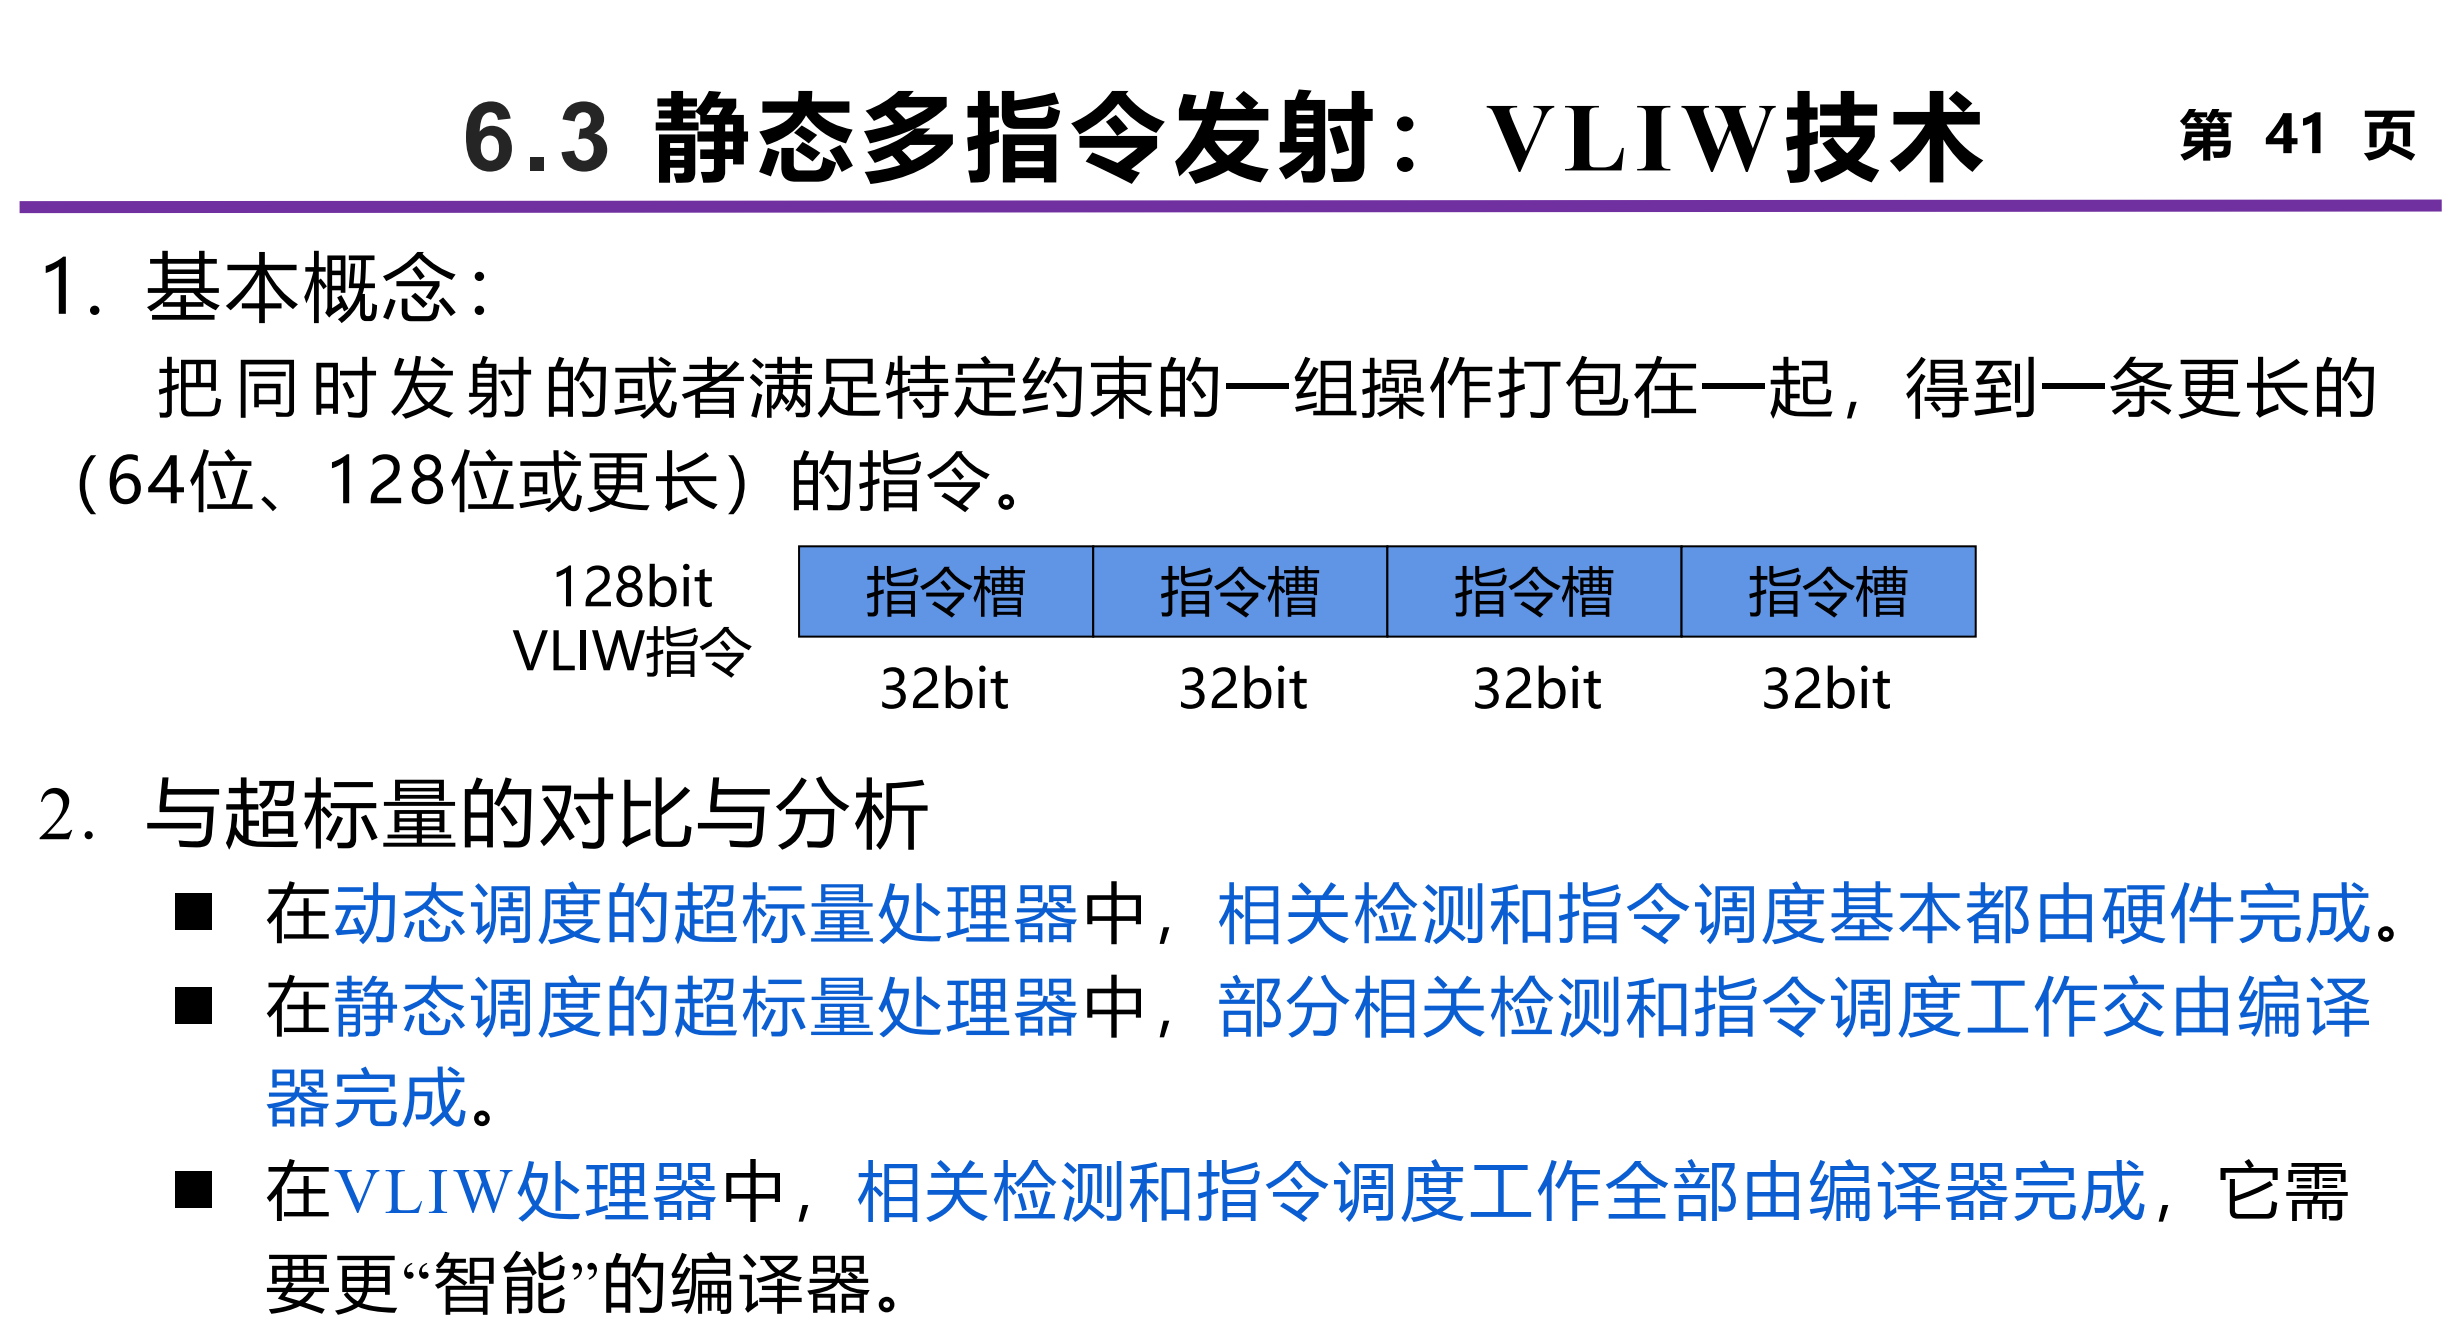 6.3 静态多指令发射：VLIW技术
第 41 页
1. 基本概念：
把同时发射的或者满足特定约束的一组操作打包在一起，得到一条更长的
（64位、128位或更长）的指令。
128bit
VLIW指令
指令槽 指令槽 指令槽 指令槽
32bit 32bit 32bit 32bit
2. 与超标量的对比与分析
■ 在动态调度的超标量处理器中，相关检测和指令调度基本都由硬件完成。
■ 在静态调度的超标量处理器中，部分相关检测和指令调度工作交由编译
器完成。
■ 在VLIW处理器中，相关检测和指令调度工作全部由编译器完成，它需
要更“智能”的编译器。